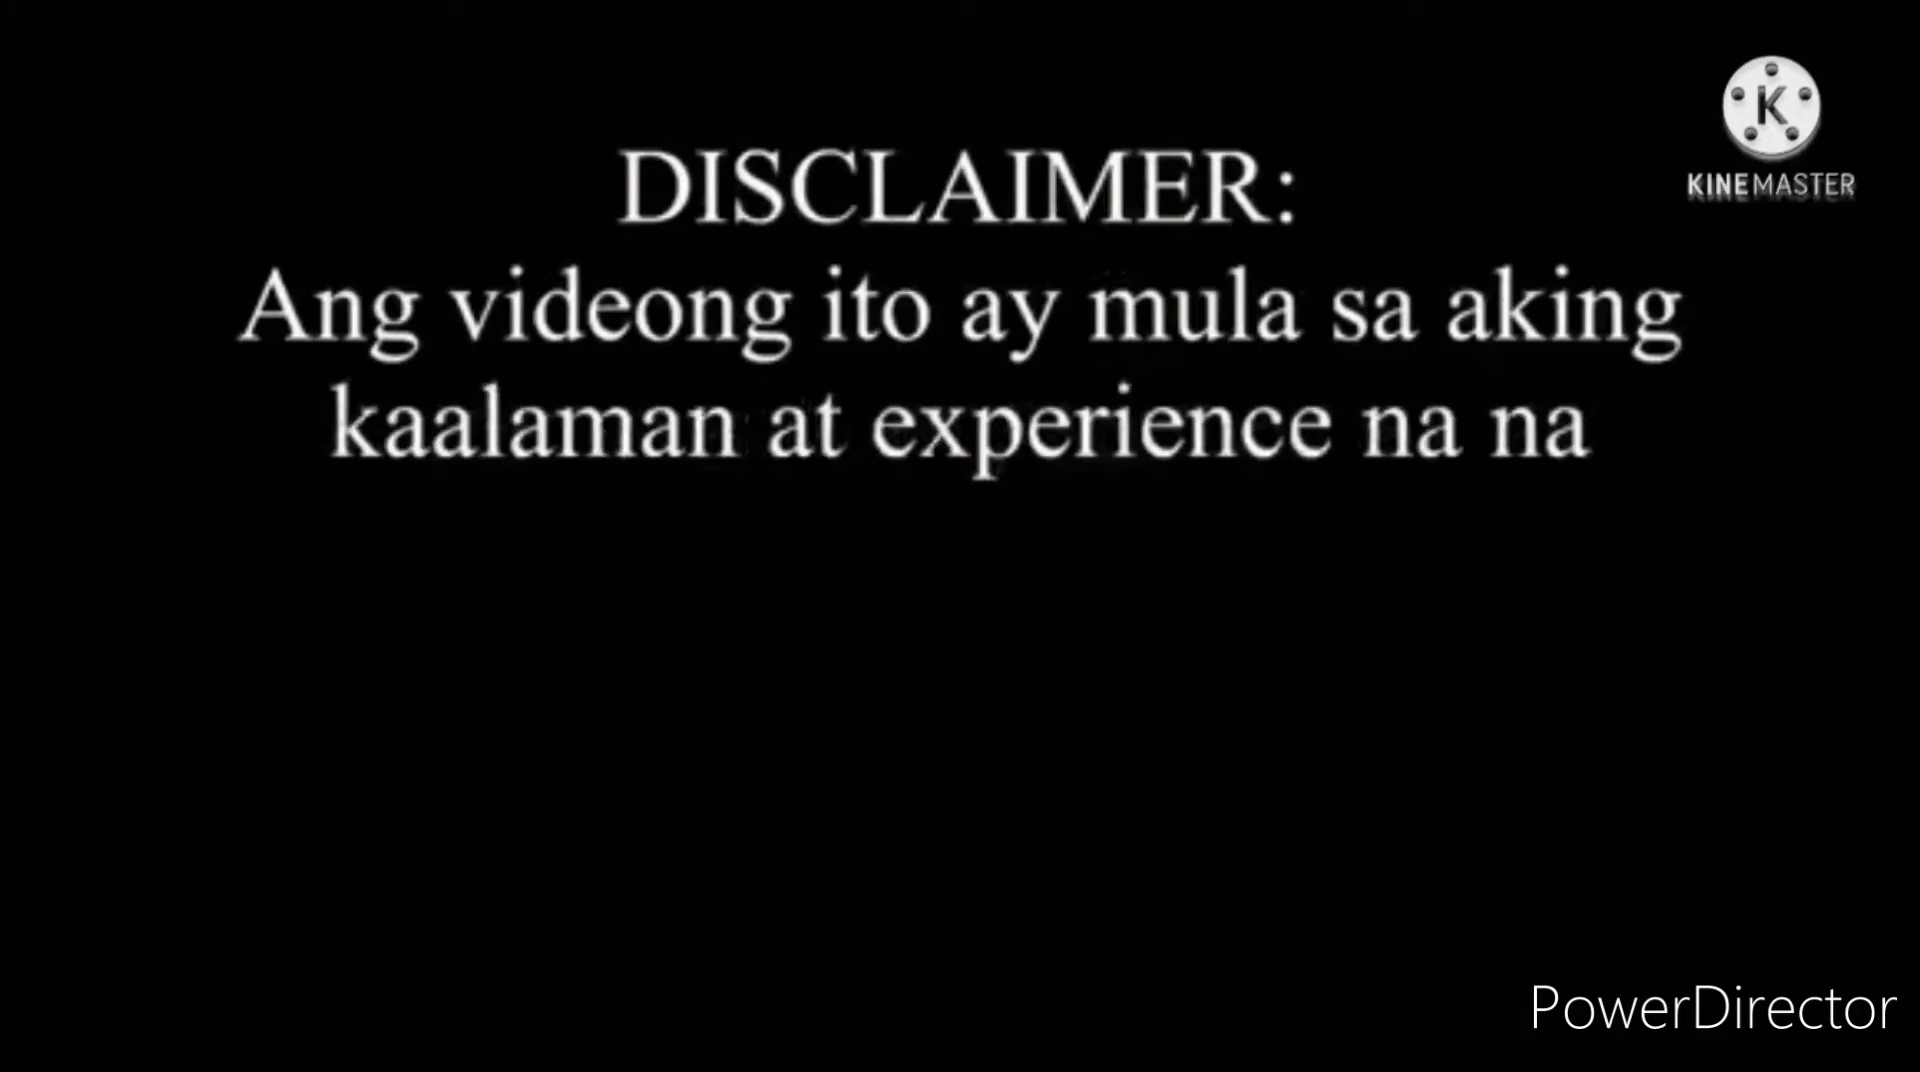 K
KINEMASTER
DISCLAIMER:
Ang videong ito ay mula sa aking
kaalaman at experience na na
PowerDirector